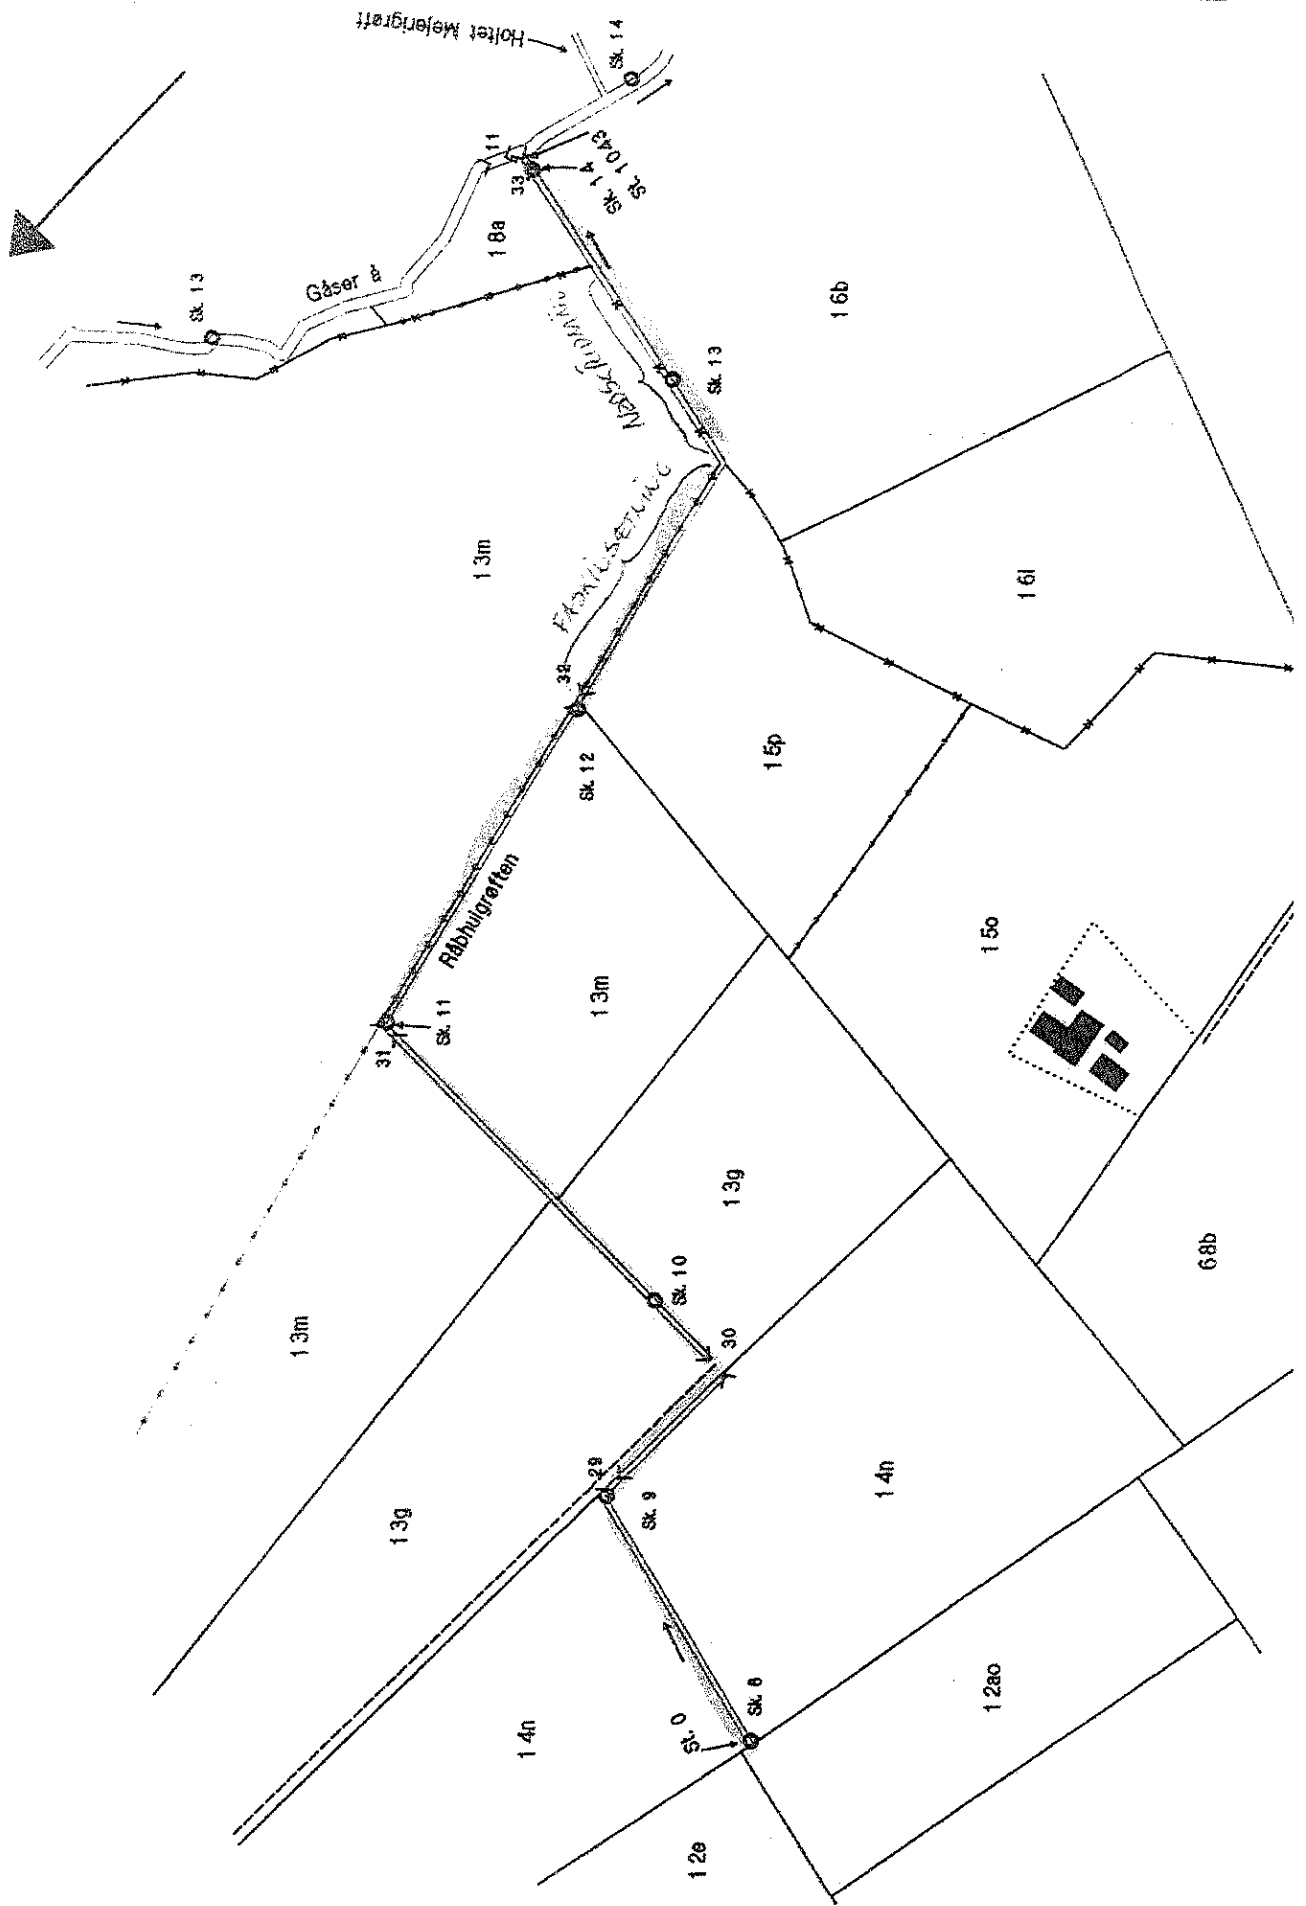 Holtet Mejerigrøft
Sk. 14
11
33
Sk. 14
St. 1043
18a
Gåser å
Sk. 13
Sk. 13
16b
13m
FASKINSÆTNING
16l
32
Sk. 12
15p
Råbhuigrøften
15o
31
Sk. 11
13m
13g
Sk. 10
30
68b
13m
29
Sk. 9
14n
13g
St. 0
Sk. 8
14n
12ao
12e